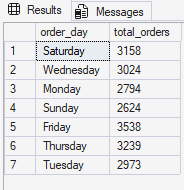 Results Messages
order_day total_orders
1 Saturday 3158
2 Wednesday 3024
3 Monday 2794
4 Sunday 2624
5 Friday 3538
6 Thursday 3239
7 Tuesday 2973